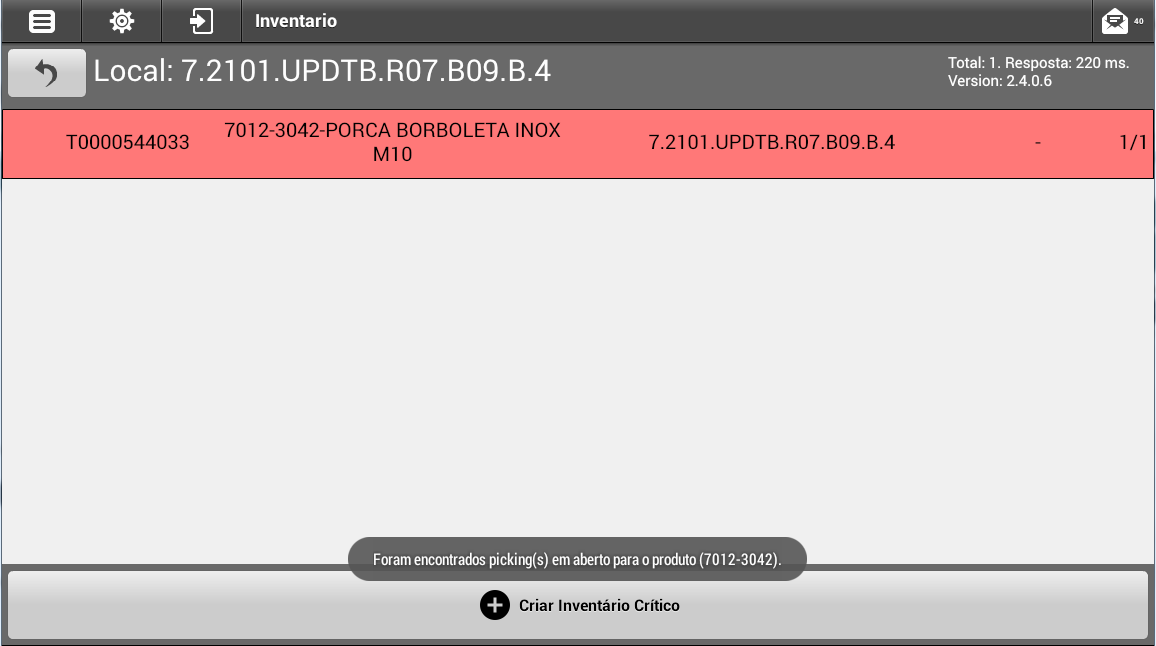 Inventario
40
Local: 7.2101.UPDTB.R07.B09.B.4
Total: 1. Resposta: 220 ms.
Version: 2.4.0.6
T0000544033
7012-3042-PORCA BORBOLETA INOX
M10
7.2101.UPDTB.R07.B09.B.4
-
1/1
Foram encontrados picking(s) em aberto para o produto (7012-3042).
Criar Inventário Crítico